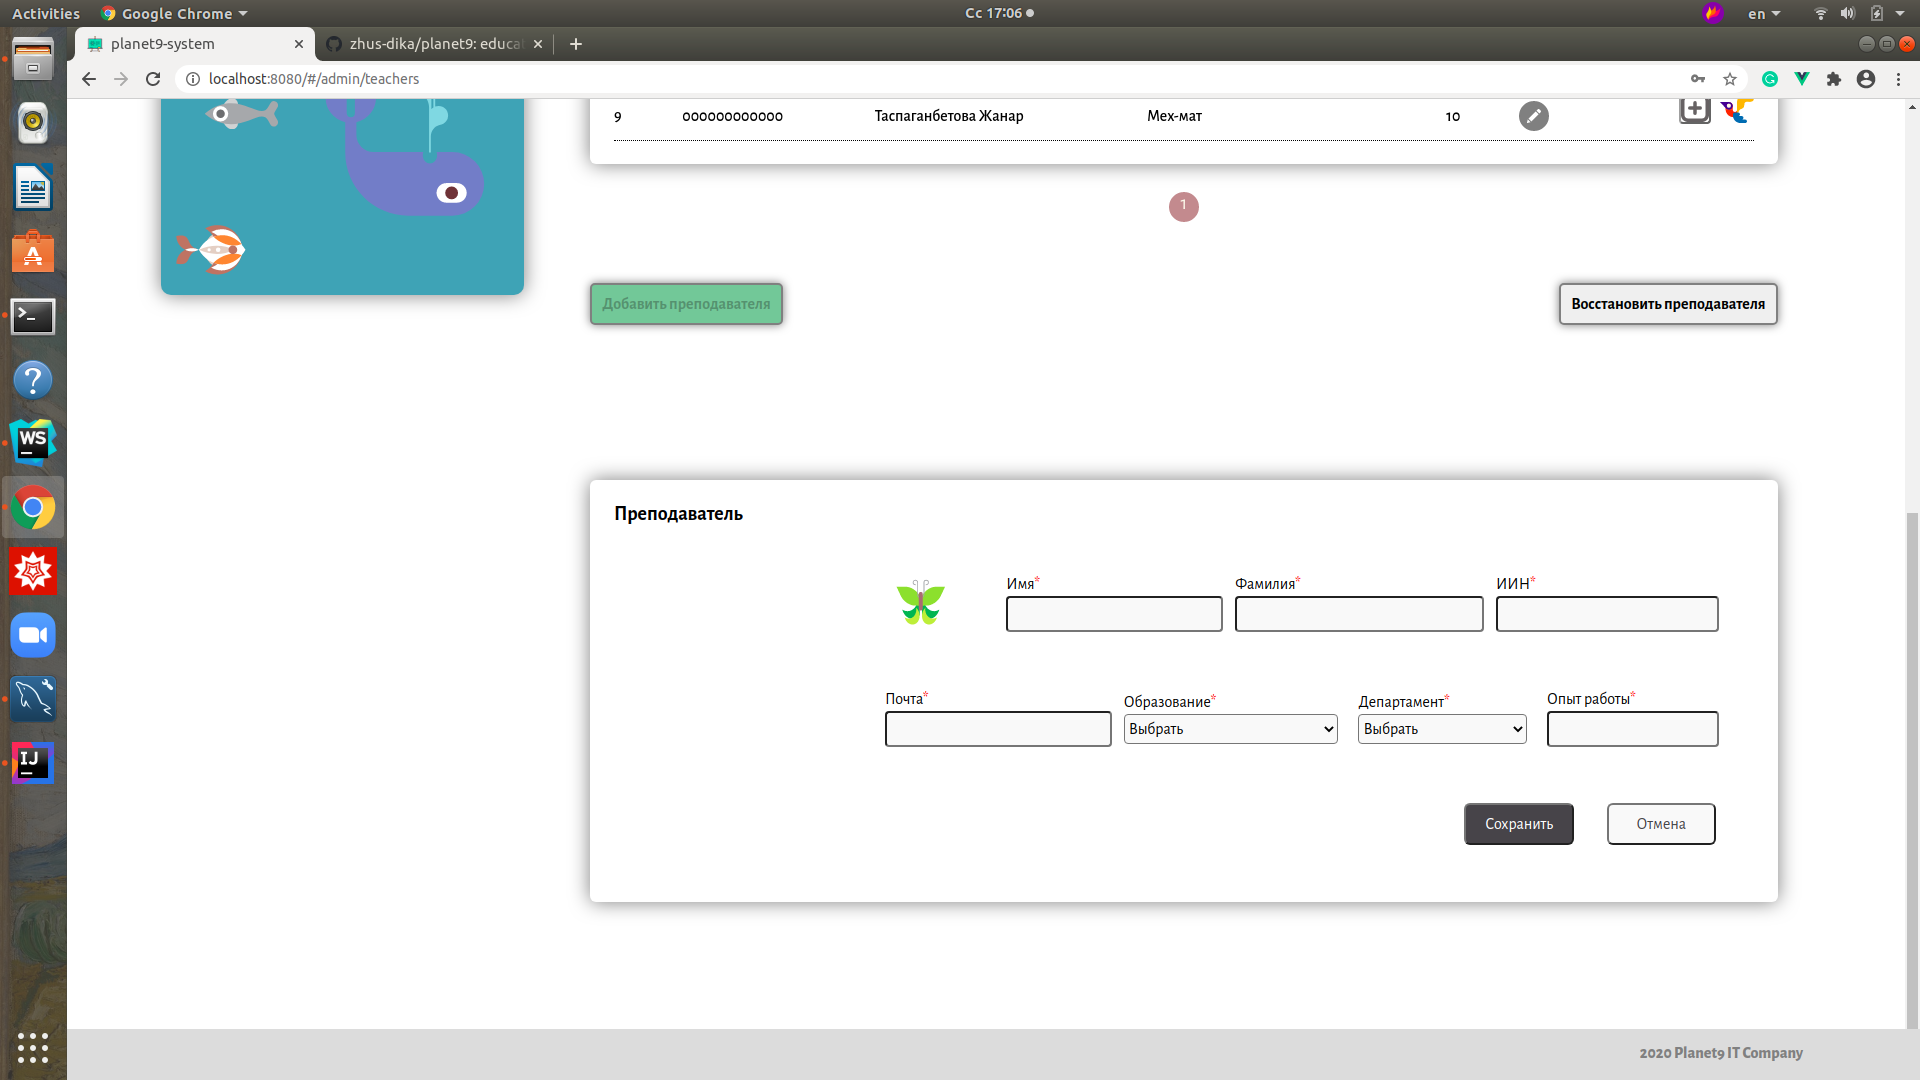 Activities
Google Chrome
Сс 17:06
en
planet9-system
zhus-dika/planet9: educa
localhost:8080/#/admin/teachers
9 000000000000 Таспаганбетова Жанар Мех-мат 10
1
Добавить преподавателя
Восстановить преподавателя
Преподаватель
Имя*
Фамилия*
ИИН*
Почта*
Образование*
Департамент*
Опыт работы*
Выбрать
Выбрать
Сохранить
Отмена
2020 Planet9 IT Company
WS
IJ